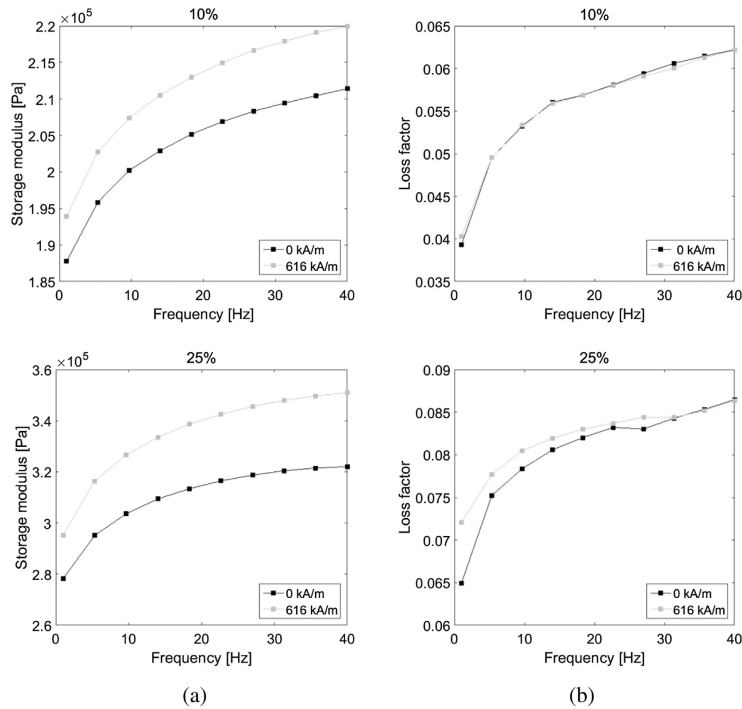 ×10⁵
10%
2.2
2.15
2.1
2.05
2
1.95
1.9
1.85
Storage modulus [Pa]
0 kA/m
616 kA/m
0 10 20 30 40
Frequency [Hz]
10%
0.065
0.06
0.055
0.05
0.045
0.04
0.035
Loss factor
0 kA/m
616 kA/m
0 10 20 30 40
Frequency [Hz]
×10⁵
25%
3.6
3.4
3.2
3
2.8
2.6
Storage modulus [Pa]
0 kA/m
616 kA/m
0 10 20 30 40
Frequency [Hz]
25%
0.09
0.085
0.08
0.075
0.07
0.065
0.06
Loss factor
0 kA/m
616 kA/m
0 10 20 30 40
Frequency [Hz]
(a)
(b)